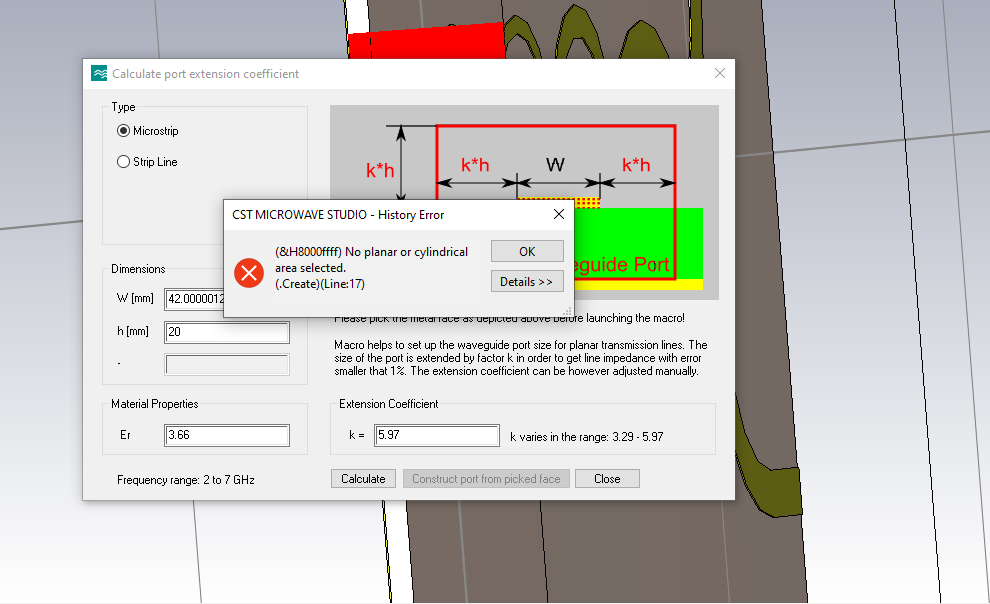 Calculate port extension coefficient
Type
Microstrip
Strip Line
k*h
k*h
W
k*h
CST MICROWAVE STUDIO - History Error
(&H8000ffff) No planar or cylindrical
area selected.
(.Create)(Line:17)
OK
Details >>
eguide Port
Dimensions
W [mm]
42.0000012
h [mm]
20
-
Please pick the metal face as depicted above before launching the macro!
Macro helps to set up the waveguide port size for planar transmission lines. The
size of the port is extended by factor k in order to get line impedance with error
smaller that 1%. The extension coefficient can be however adjusted manually.
Material Properties
Er
3.66
Extension Coefficient
k =
5.97
k varies in the range: 3.29 - 5.97
Frequency range: 2 to 7 GHz
Calculate
Construct port from picked face
Close